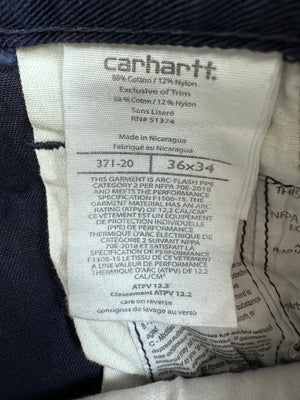 carhartt.
88% Cotton / 12% Nylon
Exclusive of Trim
88 % Coton / 12 % Nylon
Sans Liseré
RN# 51374
Made in Nicaragua
Fabriqué au Nicaragua
371-20
36x34
THIS GARMENT IS ARC-FLASH PPE
CATEGORY 2 PER NFPA 70E-2018
AND MEETS THE PERFORMANCE
SPECIFICATION F1506-15. THE
GARMENT MATERIAL HAS AN ARC
RATING (ATPV) OF 12.2 CAL/CM²
CE VÊTEMENT EST UN ÉQUIPEMENT
DE PROTECTION INDIVIDUELLE
(PPE) DE PERFORMANCE
THERMIQUE D'ARC CATÉGORIE
2 SUIVANT NFPA
70E-2018 ET SATISFAIT LA
SPÉCIFICATION DE PERFORMANCE
F1506-15 LE TISSU DE CE VÊTEMENT
A UNE VALEUR DE PERFORMANCE
THERMIQUE D'ARC (ATPV) OF 12.2
CAL/CM²
ATPV 12.2
Classement ATPV 12.2
care on reverse
consignes de lavage au verso